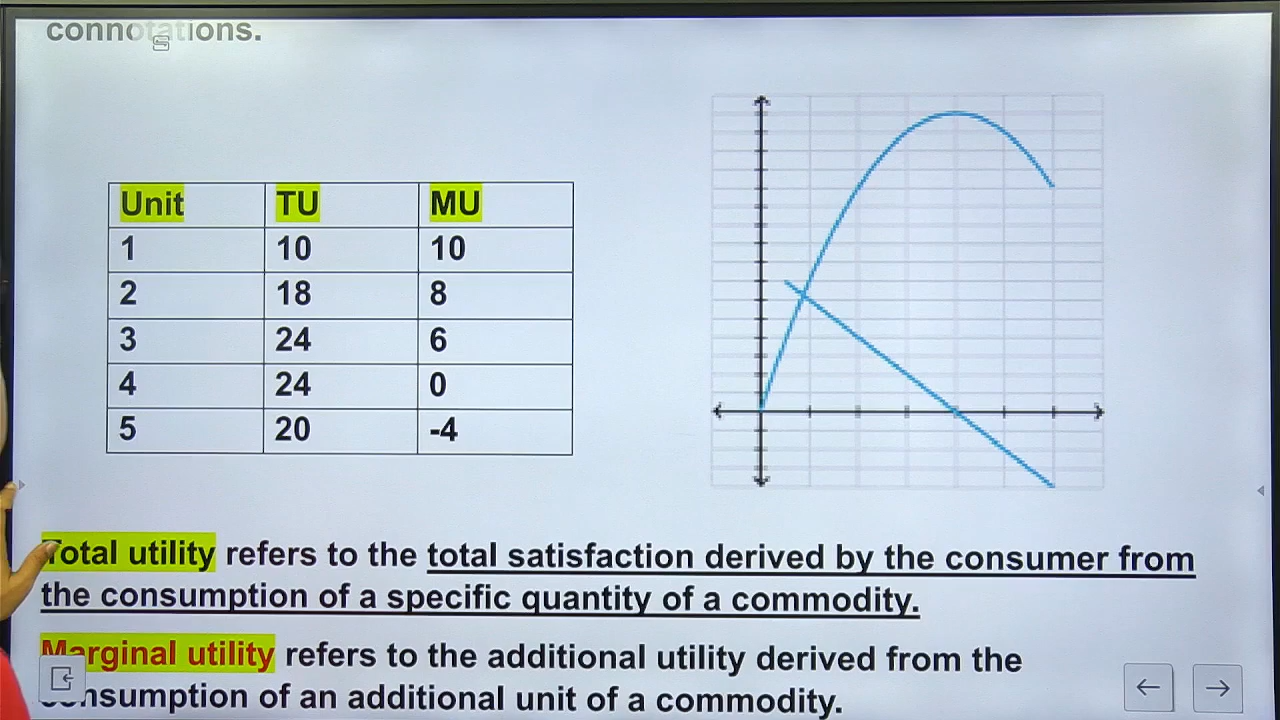 connotations.
Unit TU MU
1 10 10
2 18 8
3 24 6
4 24 0
5 20 -4
Total utility refers to the total satisfaction derived by the consumer from
the consumption of a specific quantity of a commodity.
Marginal utility refers to the additional utility derived from the
consumption of an additional unit of a commodity.